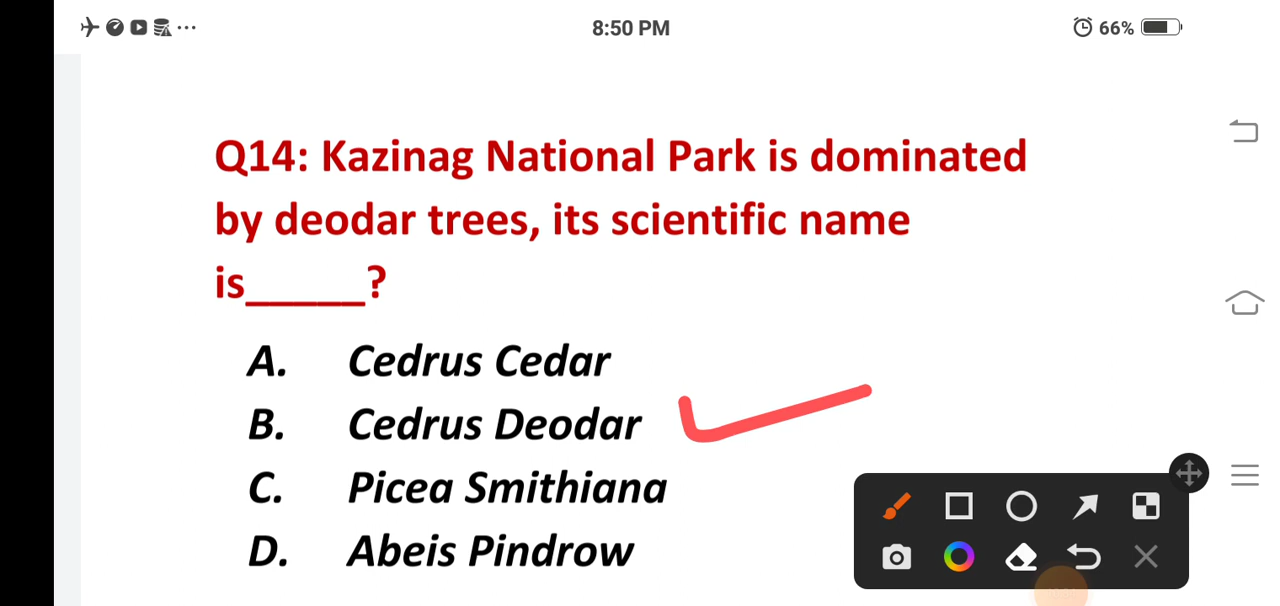 8:50 PM
66%
Q14: Kazinag National Park is dominated
by deodar trees, its scientific name
is_____?
A. Cedrus Cedar
B. Cedrus Deodar
C. Picea Smithiana
D. Abeis Pindrow